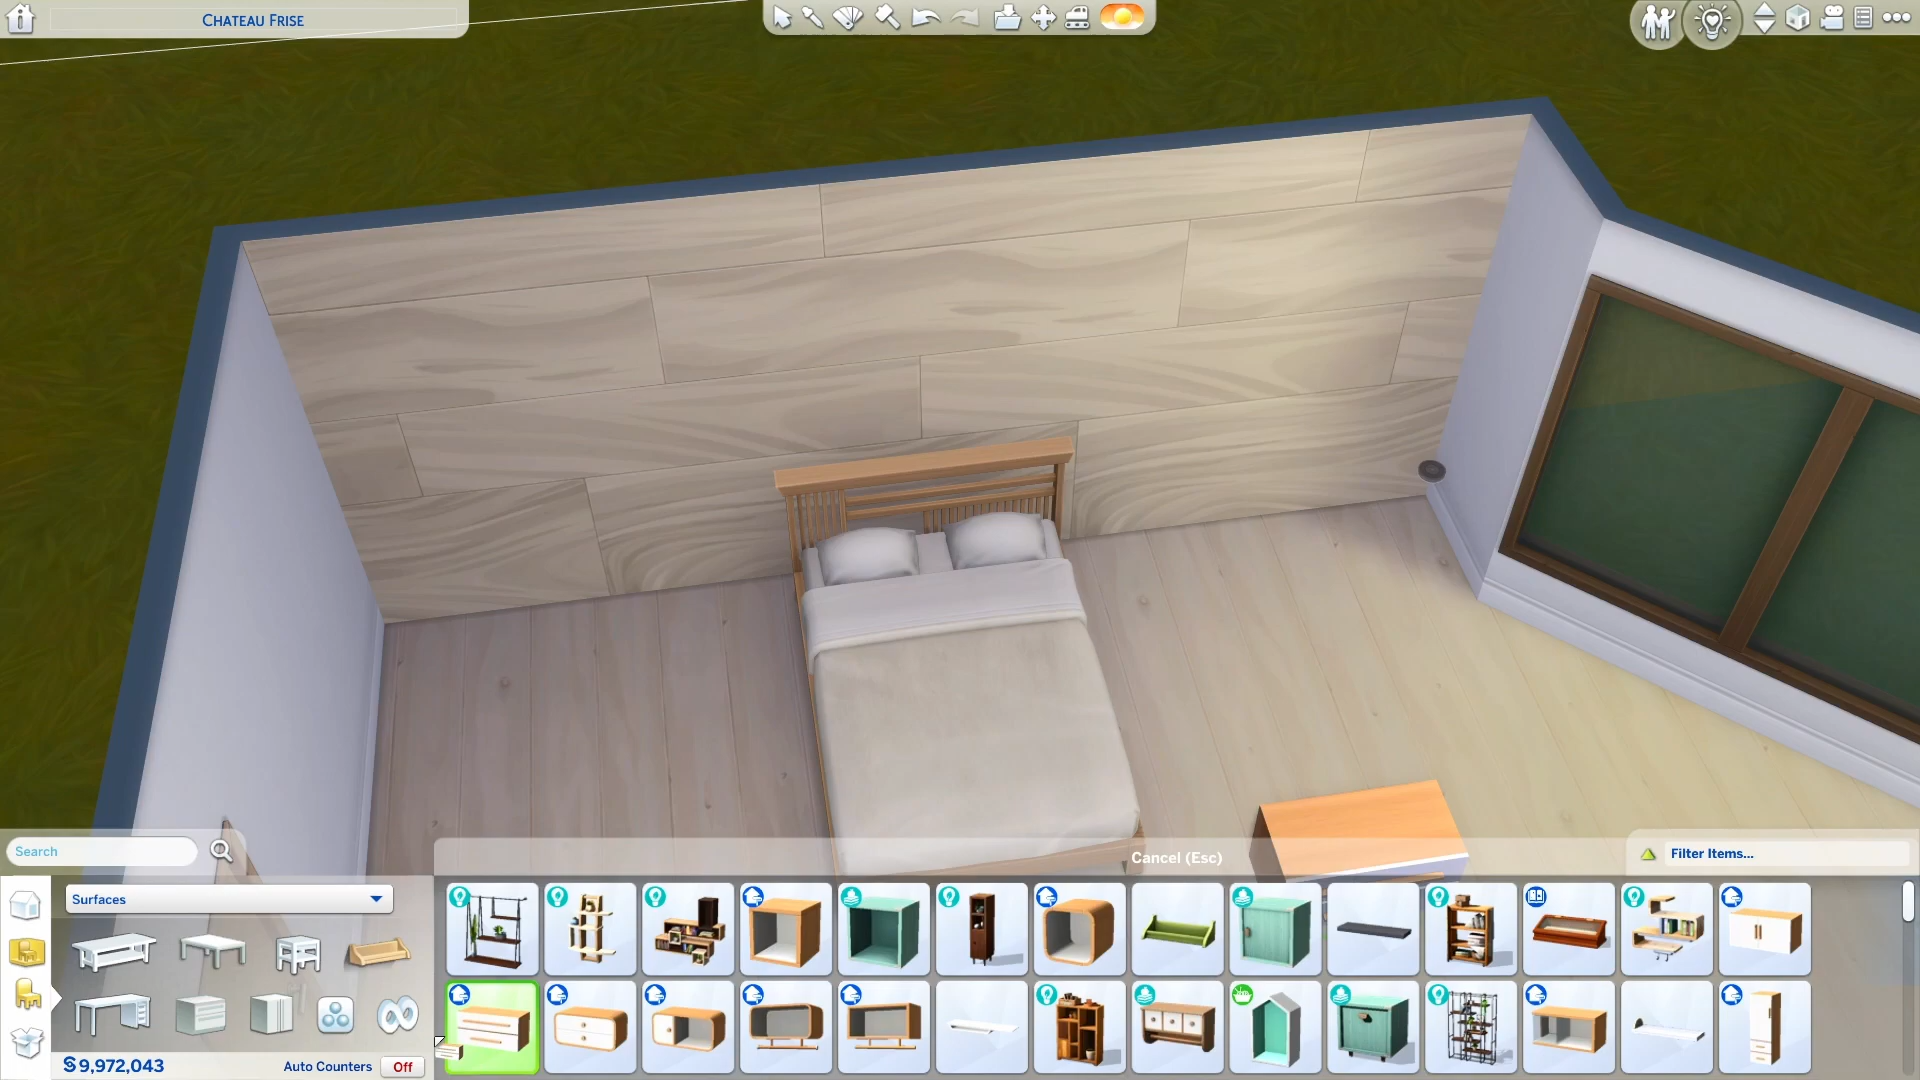 CHATEAU FRISE
Search
Cancel (Esc)
Filter Items...
Surfaces
§9,972,043
Auto Counters
Off